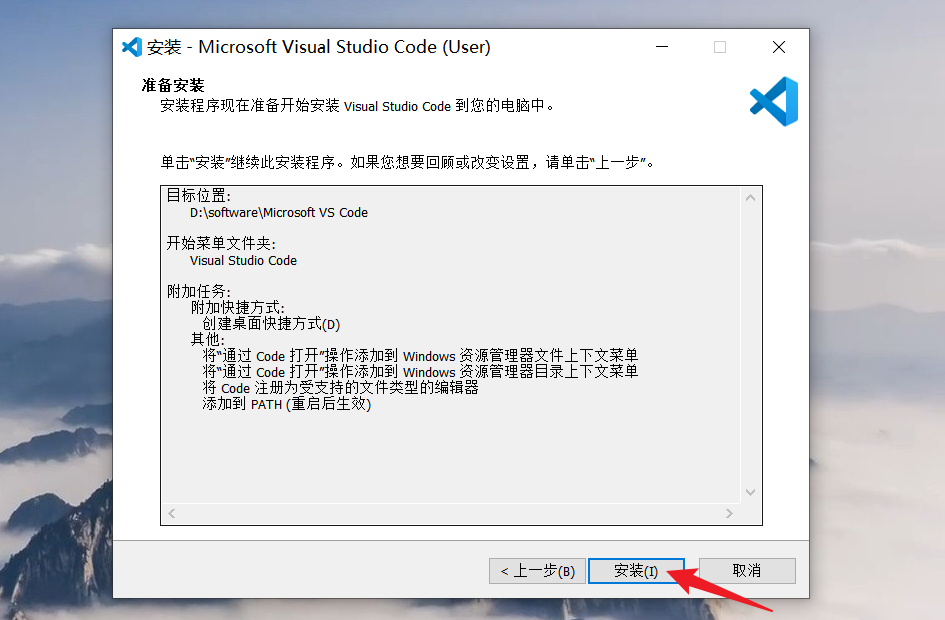 安装 - Microsoft Visual Studio Code (User)
准备安装
安装程序现在准备开始安装 Visual Studio Code 到您的电脑中。
单击“安装”继续此安装程序。如果您想要回顾或改变设置，请单击“上一步”。
目标位置:
D:\software\Microsoft VS Code
开始菜单文件夹:
Visual Studio Code
附加任务:
附加快捷方式:
创建桌面快捷方式(D)
其他:
将“通过 Code 打开”操作添加到 Windows 资源管理器文件上下文菜单
将“通过 Code 打开”操作添加到 Windows 资源管理器目录上下文菜单
将 Code 注册为受支持的文件类型的编辑器
添加到 PATH (重启后生效)
< 上一步(B) 安装(I) 取消